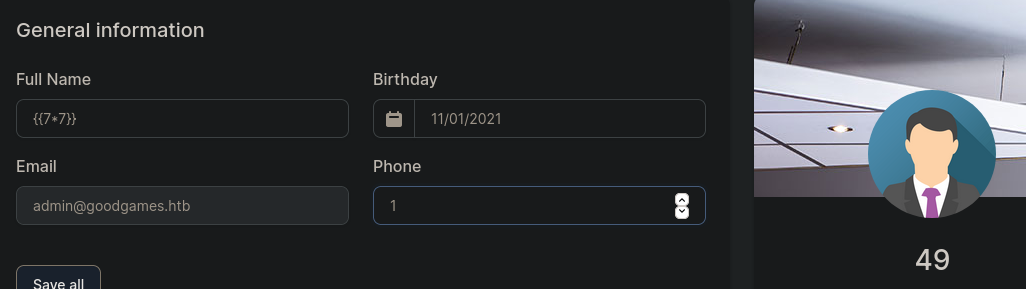 General information
Full Name
Birthday
{{7*7}}
11/01/2021
Email
Phone
admin@goodgames.htb
1
49
Save all